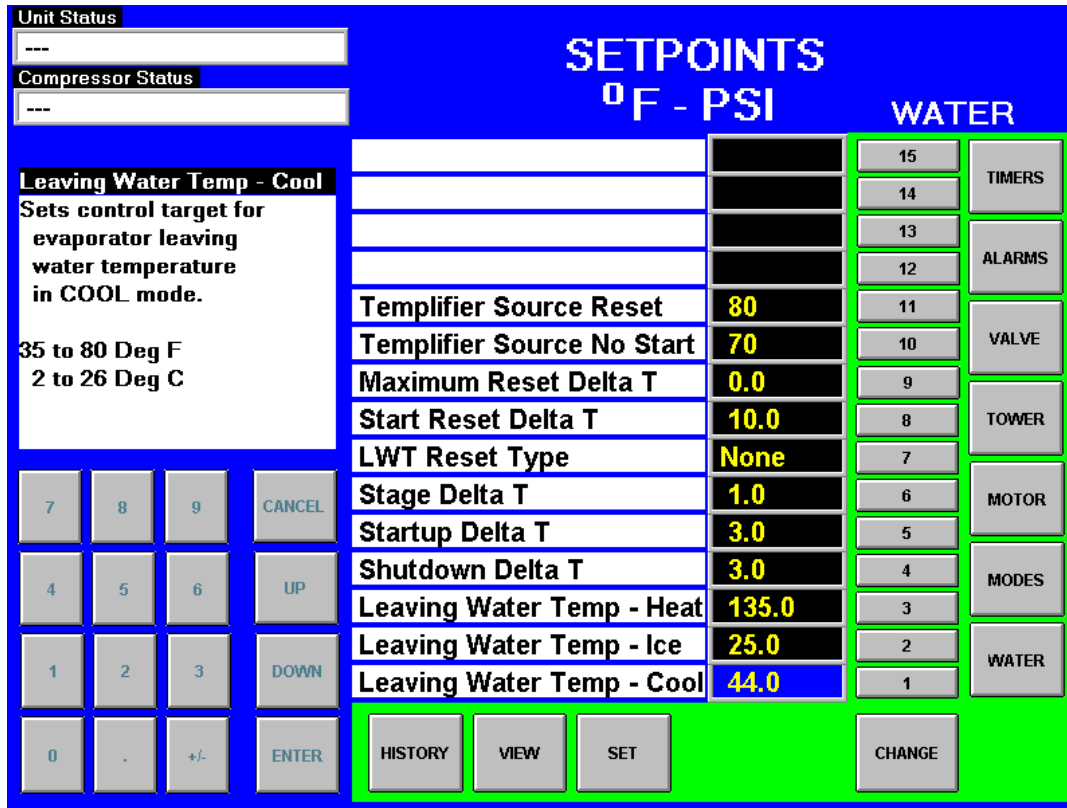 Unit Status
---
Compressor Status
---
SETPOINTS
⁰F - PSI
WATER
Leaving Water Temp - Cool
Sets control target for
evaporator leaving
water temperature
in COOL mode.
35 to 80 Deg F
2 to 26 Deg C
7 8 9 CANCEL
4 5 6 UP
1 2 3 DOWN
0 . +/- ENTER
15
14
13
12
Templifier Source Reset 80 11
Templifier Source No Start 70 10
Maximum Reset Delta T 0.0 9
Start Reset Delta T 10.0 8
LWT Reset Type None 7
Stage Delta T 1.0 6
Startup Delta T 3.0 5
Shutdown Delta T 3.0 4
Leaving Water Temp - Heat 135.0 3
Leaving Water Temp - Ice 25.0 2
Leaving Water Temp - Cool 44.0 1
TIMERS
ALARMS
VALVE
TOWER
MOTOR
MODES
WATER
HISTORY VIEW SET CHANGE